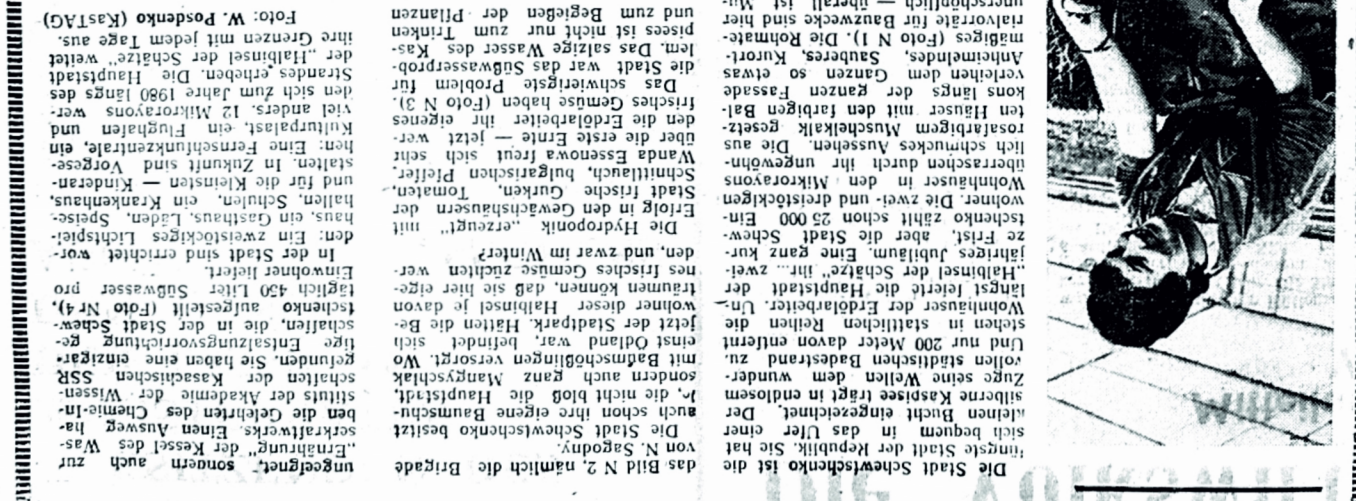 Die Stadt Schewtschenko ist die
jüngste Stadt der Republik. Sie hat
sich bequem in das Ufer einer
kleinen Bucht eingezeichnet. Der
silberne Kaspisee trägt in endlosem
Zuge seine Wellen dem wunder-
vollen städtischen Badestrand zu.
Und nur 200 Meter davon entfernt
stehen in stattlichen Reihen die
Wohnhäuser der Erdölarbeiter. Un-
längst feierte die Hauptstadt der
„Halbinsel der Schätze" ihr... zwei-
jähriges Jubiläum. Eine ganz kur-
ze Frist, aber die Stadt Schew-
tschenko zählt schon 25 000 Ein-
wohner. Die zwei- und dreistöckigen
Wohnhäuser in den Mikrorayons
überraschen durch ihr ungewöhn-
lich schmuckes Aussehen. Die aus
rosafarbigem Muschelkalk gesetz-
ten Häuser mit den farbigen Bal-
kons längs der ganzen Fassade
verleihen dem Ganzen so etwas
Anheimelndes, Sauberes, Kurort-
mäßiges (Foto N 1). Die Rohmate-
rialvorräte für Bauzwecke sind hier
unerschöpflich — überall ist Mu-
das Bild N 2, nämlich die Brigade
von N. Sagodny.
Die Stadt Schewtschenko besitzt
auch schon ihre eigene Baumschu-
le, die nicht bloß die Hauptstadt,
sondern auch ganz Mangyschlak
mit Baumschößlingen versorgt. Wo
einst Ödland war, befindet sich
jetzt der Stadtpark. Hätten die Be-
wohner dieser Halbinsel je davon
träumen können, daß sie hier eige-
nes frisches Gemüse züchten wer-
den, und zwar im Winter?
Die Hydroponik „erzeugt" mit
Erfolg in den Gewächshäusern der
Stadt frische Gurken, Tomaten,
Schnittlauch, bulgarischen Pfeffer.
Wanda Essenowa freut sich sehr
über die erste Ernte — jetzt wer-
den die Erdölarbeiter ihr eigenes
frisches Gemüse haben (Foto N 3).
Das schwierigste Problem für
die Stadt war das Süßwasserprob-
lem. Das salzige Wasser des Kas-
pisees ist nicht nur zum Trinken
und zum Begießen der Pflanzen
ungeeignet, sondern auch zur
„Ernährung" der Kessel des Was-
serkraftwerks. Einen Ausweg ha-
ben die Gelehrten des Chemie-In-
stituts der Akademie der Wissen-
schaften der Kasachischen SSR
gefunden. Sie haben eine einzigar-
tige Entsalzungsvorrichtung ge-
schaffen, die in der Stadt Schew-
tschenko aufgestellt (Foto Nr 4),
täglich 450 Liter Süßwasser pro
Einwohner liefert.
In der Stadt sind errichtet wor-
den: Ein zweistöckiges Lichtspiel-
haus, ein Gasthaus, Läden, Speise-
hallen, Schulen, ein Krankenhaus,
und für die Kleinsten — Kinderan-
stalten. In Zukunft sind Vorgese-
hen: Eine Fernschfunkzentrale, ein
Kulturpalast, ein Flughafen und
viel anders. 12 Mikrorayons wer-
den sich zum Jahre 1980 längs des
Strandes erheben. Die Hauptstadt
der „Halbinsel der Schätze" weitet
ihre Grenzen mit jedem Tage aus.
Foto: W. Posdenko (KasTAG)